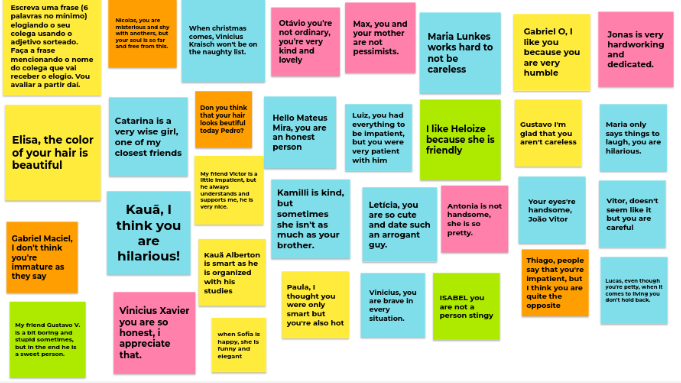 Escreva uma frase (6
palavras no mínimo)
elogiando o seu
colega usando o
adjetivo sorteado.
Faça a frase
mencionando o nome
do colega que vai
receber o elogio. Vou
avaliar a partir daí.
Nicolas, you are
misterious and shy
with anothers, but
your soul is so far
and free from this.
When christmas
comes, Vinicius
Kraisch won't be on
the naughty list.
Otávio you're
not ordinary,
you're very
kind and
lovely
Max, you and
your mother
are not
pessimists.
Maria Lunkes
works hard to
not be
careless
Gabriel O, I
like you
because you
are very
humble
Jonas is very
hardworking
and
dedicated.
Elisa, the color
of your hair is
beautiful
Catarina is a
very wise girl,
one of my
closest friends
Don you think
that your hair
looks beutiful
today Pedro?
Hello Mateus
Mira, you are
an honest
person
Luiz, you had
everything to
be impatient,
but you were
very patient
with him
I like Heloize
because she is
friendly
Gustavo I'm
glad that you
aren't careless
Maria only
says things to
laugh, you are
hilarious.
My friend Victor is a
little impatient, but
he always
understands and
supports me, he is
very nice.
Kauã, I
think you
are
hilarious!
Kamilli is kind,
but
sometimes
she isn't as
much as your
brother.
Letícia, you
are so cute
and date such
an arrogant
guy.
Antonia is not
handsome,
she is so
pretty.
Your eyes're
handsome,
João Vitor
Vitor, doesn't
seem like it
but you are
careful
Gabriel Maciel,
I don't think
you're
immature as
they say
Kauã Alberton
is smart as he
is organized
with his
studies
Thiago, people
say that you're
impatient, but
I think you are
quite the
opposite
Lucas, even though
you're petty, when it
comes to living you
don't hold back.
My friend Gustavo V.
is a bit boring and
stupid sometimes,
but in the end he is
a sweet person.
Vinicius Xavier
you are so
honest, i
appreciate
that.
when Sofia is
happy, she is
funny and
elegant
Paula, I
thought you
were only
smart but
you're also hot
Vinicius, you
are brave in
every
situation.
ISABEL you
are not a
person stingy